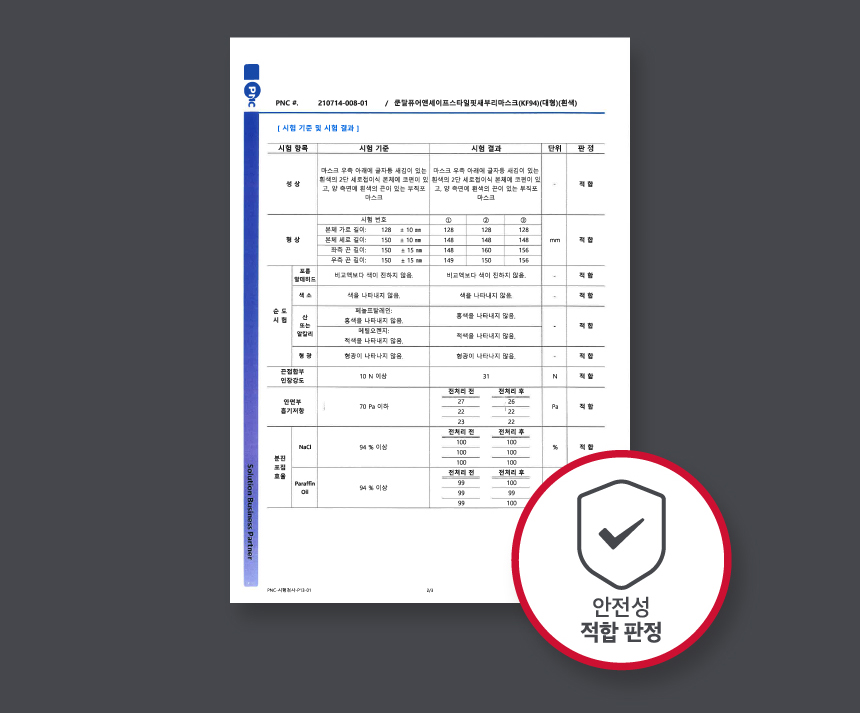 PNC
PNC #. 210714-008-01 / 쿤달퓨어앤세이프스타일핏새부리마스크(KF94)(대형)(흰색)
[ 시험 기준 및 시험 결과 ]
시험 항목 시험 기준 시험 결과 단위 판 정
성 상
마스크 우측 아래에 글자등 새김이 있는
흰색의 2단 세로접이식 본체에 코편이 있
고, 양 측면에 흰색의 끈이 있는 부직포
마스크
마스크 우측 아래에 글자등 새김이 있는
흰색의 2단 세로접이식 본체에 코편이 있
고, 양 측면에 흰색의 끈이 있는 부직포
마스크
- 적 합
형 상
시험 번호 ① ② ③
본체 가로 길이: 128 ± 10 ㎜ 128 128 128
본체 세로 길이: 150 ± 10 ㎜ 148 148 148
좌측 끈 길이: 150 ± 15 ㎜ 148 160 156
우측 끈 길이: 150 ± 15 ㎜ 149 150 156
mm 적 합
순 도
시 험
포름
알데히드
비교액보다 색이 진하지 않음. 비교액보다 색이 진하지 않음. - 적 합
색 소 색을 나타내지 않음. 색을 나타내지 않음. - 적 합
산
또는
알칼리
페놀프탈레인:
홍색을 나타내지 않음.
홍색을 나타내지 않음.
메틸오렌지:
적색을 나타내지 않음.
적색을 나타내지 않음.
- 적 합
형 광 형광이 나타나지 않음. 형광이 나타나지 않음. - 적 합
끈접합부
인장강도
10 N 이상 31 N 적 합
안면부
흡기저항
70 Pa 이하
전처리 전 전처리 후
27 26
22 22
23 22
Pa 적 합
분진
포집
효율
NaCl 94 % 이상
전처리 전 전처리 후
100 100
100 100
100 100
% 적 합
Paraffin
Oil
94 % 이상
전처리 전 전처리 후
99 100
99 99
99 100
Solution Business Partner
PNC-시험검사-P13-01 2/3
안전성
적합 판정